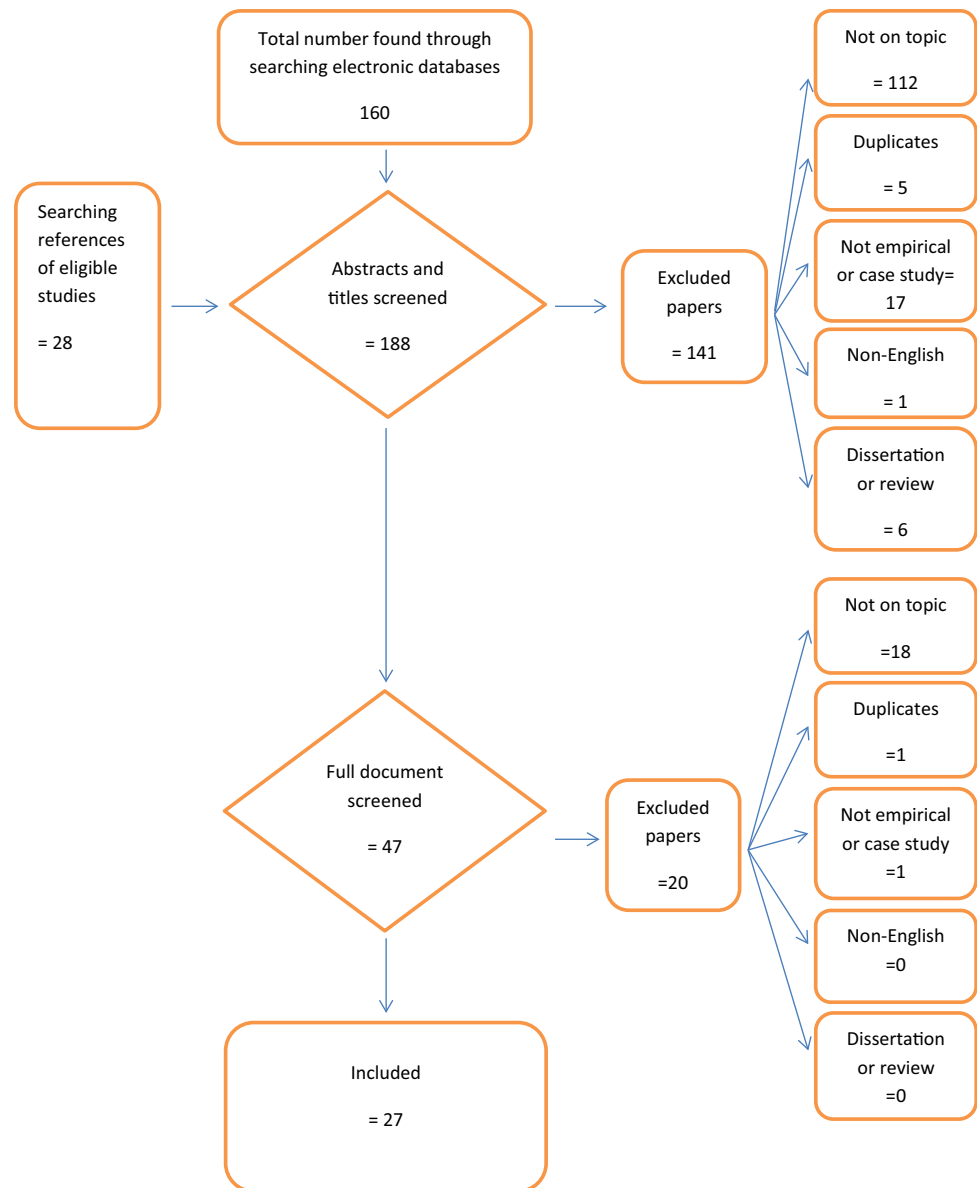 Total number found through
searching electronic databases
160
Searching
references
of eligible
studies
= 28
Abstracts and
titles screened
= 188
Excluded
papers
= 141
Not on topic
= 112
Duplicates
= 5
Not empirical
or case study=
17
Non-English
= 1
Dissertation
or review
= 6
Full document
screened
= 47
Excluded
papers
=20
Not on topic
=18
Duplicates
=1
Not empirical
or case study
=1
Non-English
=0
Dissertation
or review
=0
Included
= 27